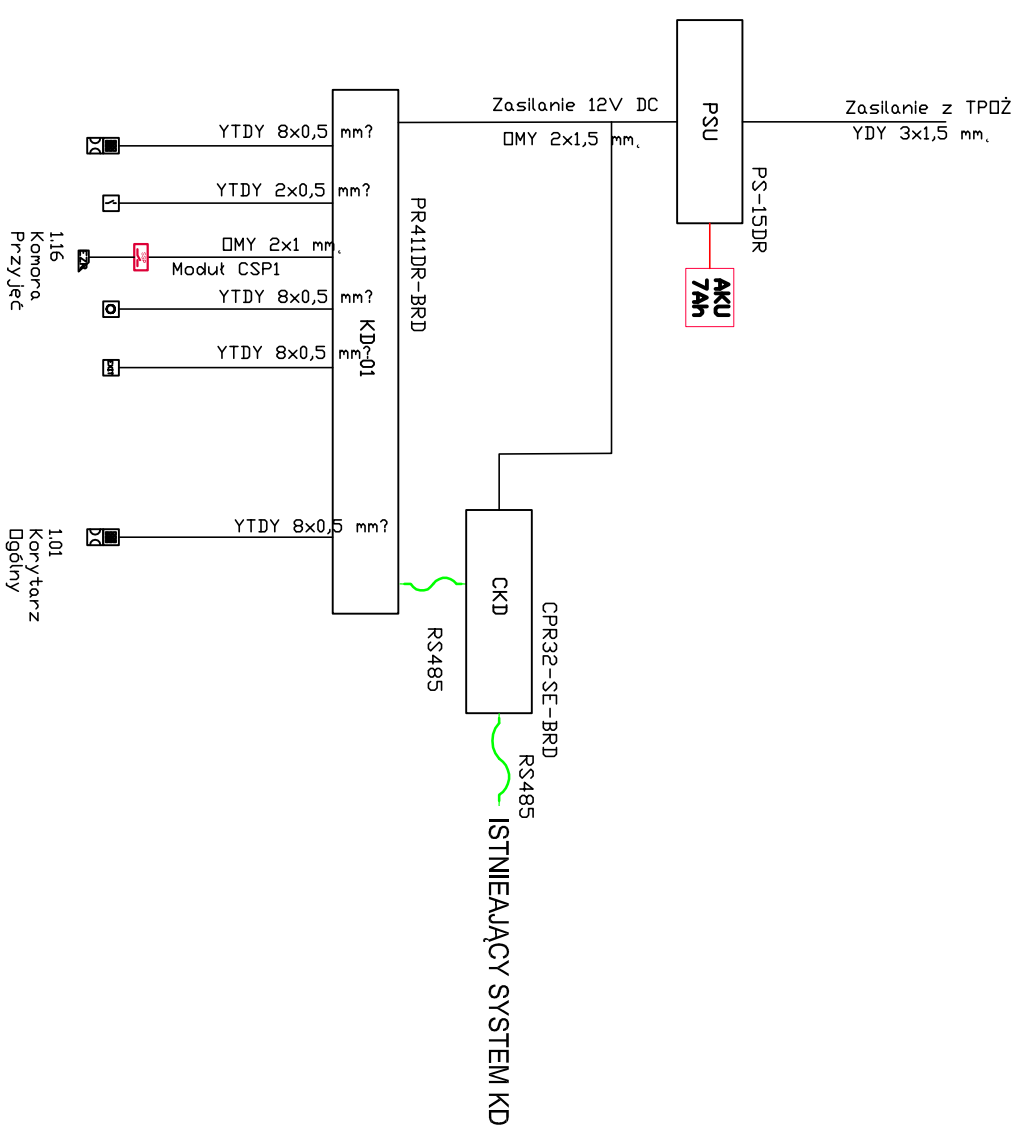 Zasilanie z TPOŻ
YDY 3x1,5 mm
PSU
PS-15DR
AKU
7Ah
Zasilanie 12V DC
OMY 2x1,5 mm
PR411DR-BRD
KD-01
YTDY 8x0,5 mm?
YTDY 2x0,5 mm?
OMY 2x1 mm
Moduł CSP1
YTDY 8x0,5 mm?
YTDY 8x0,5 mm?
YTDY 8x0,5 mm?
EZR
1.16
Komora
Przyjęć
1.01
Korytarz
Ogólny
CKD
CPR32-SE-BRD
RS485
RS485
ISTNIEAJĄCY SYSTEM KD